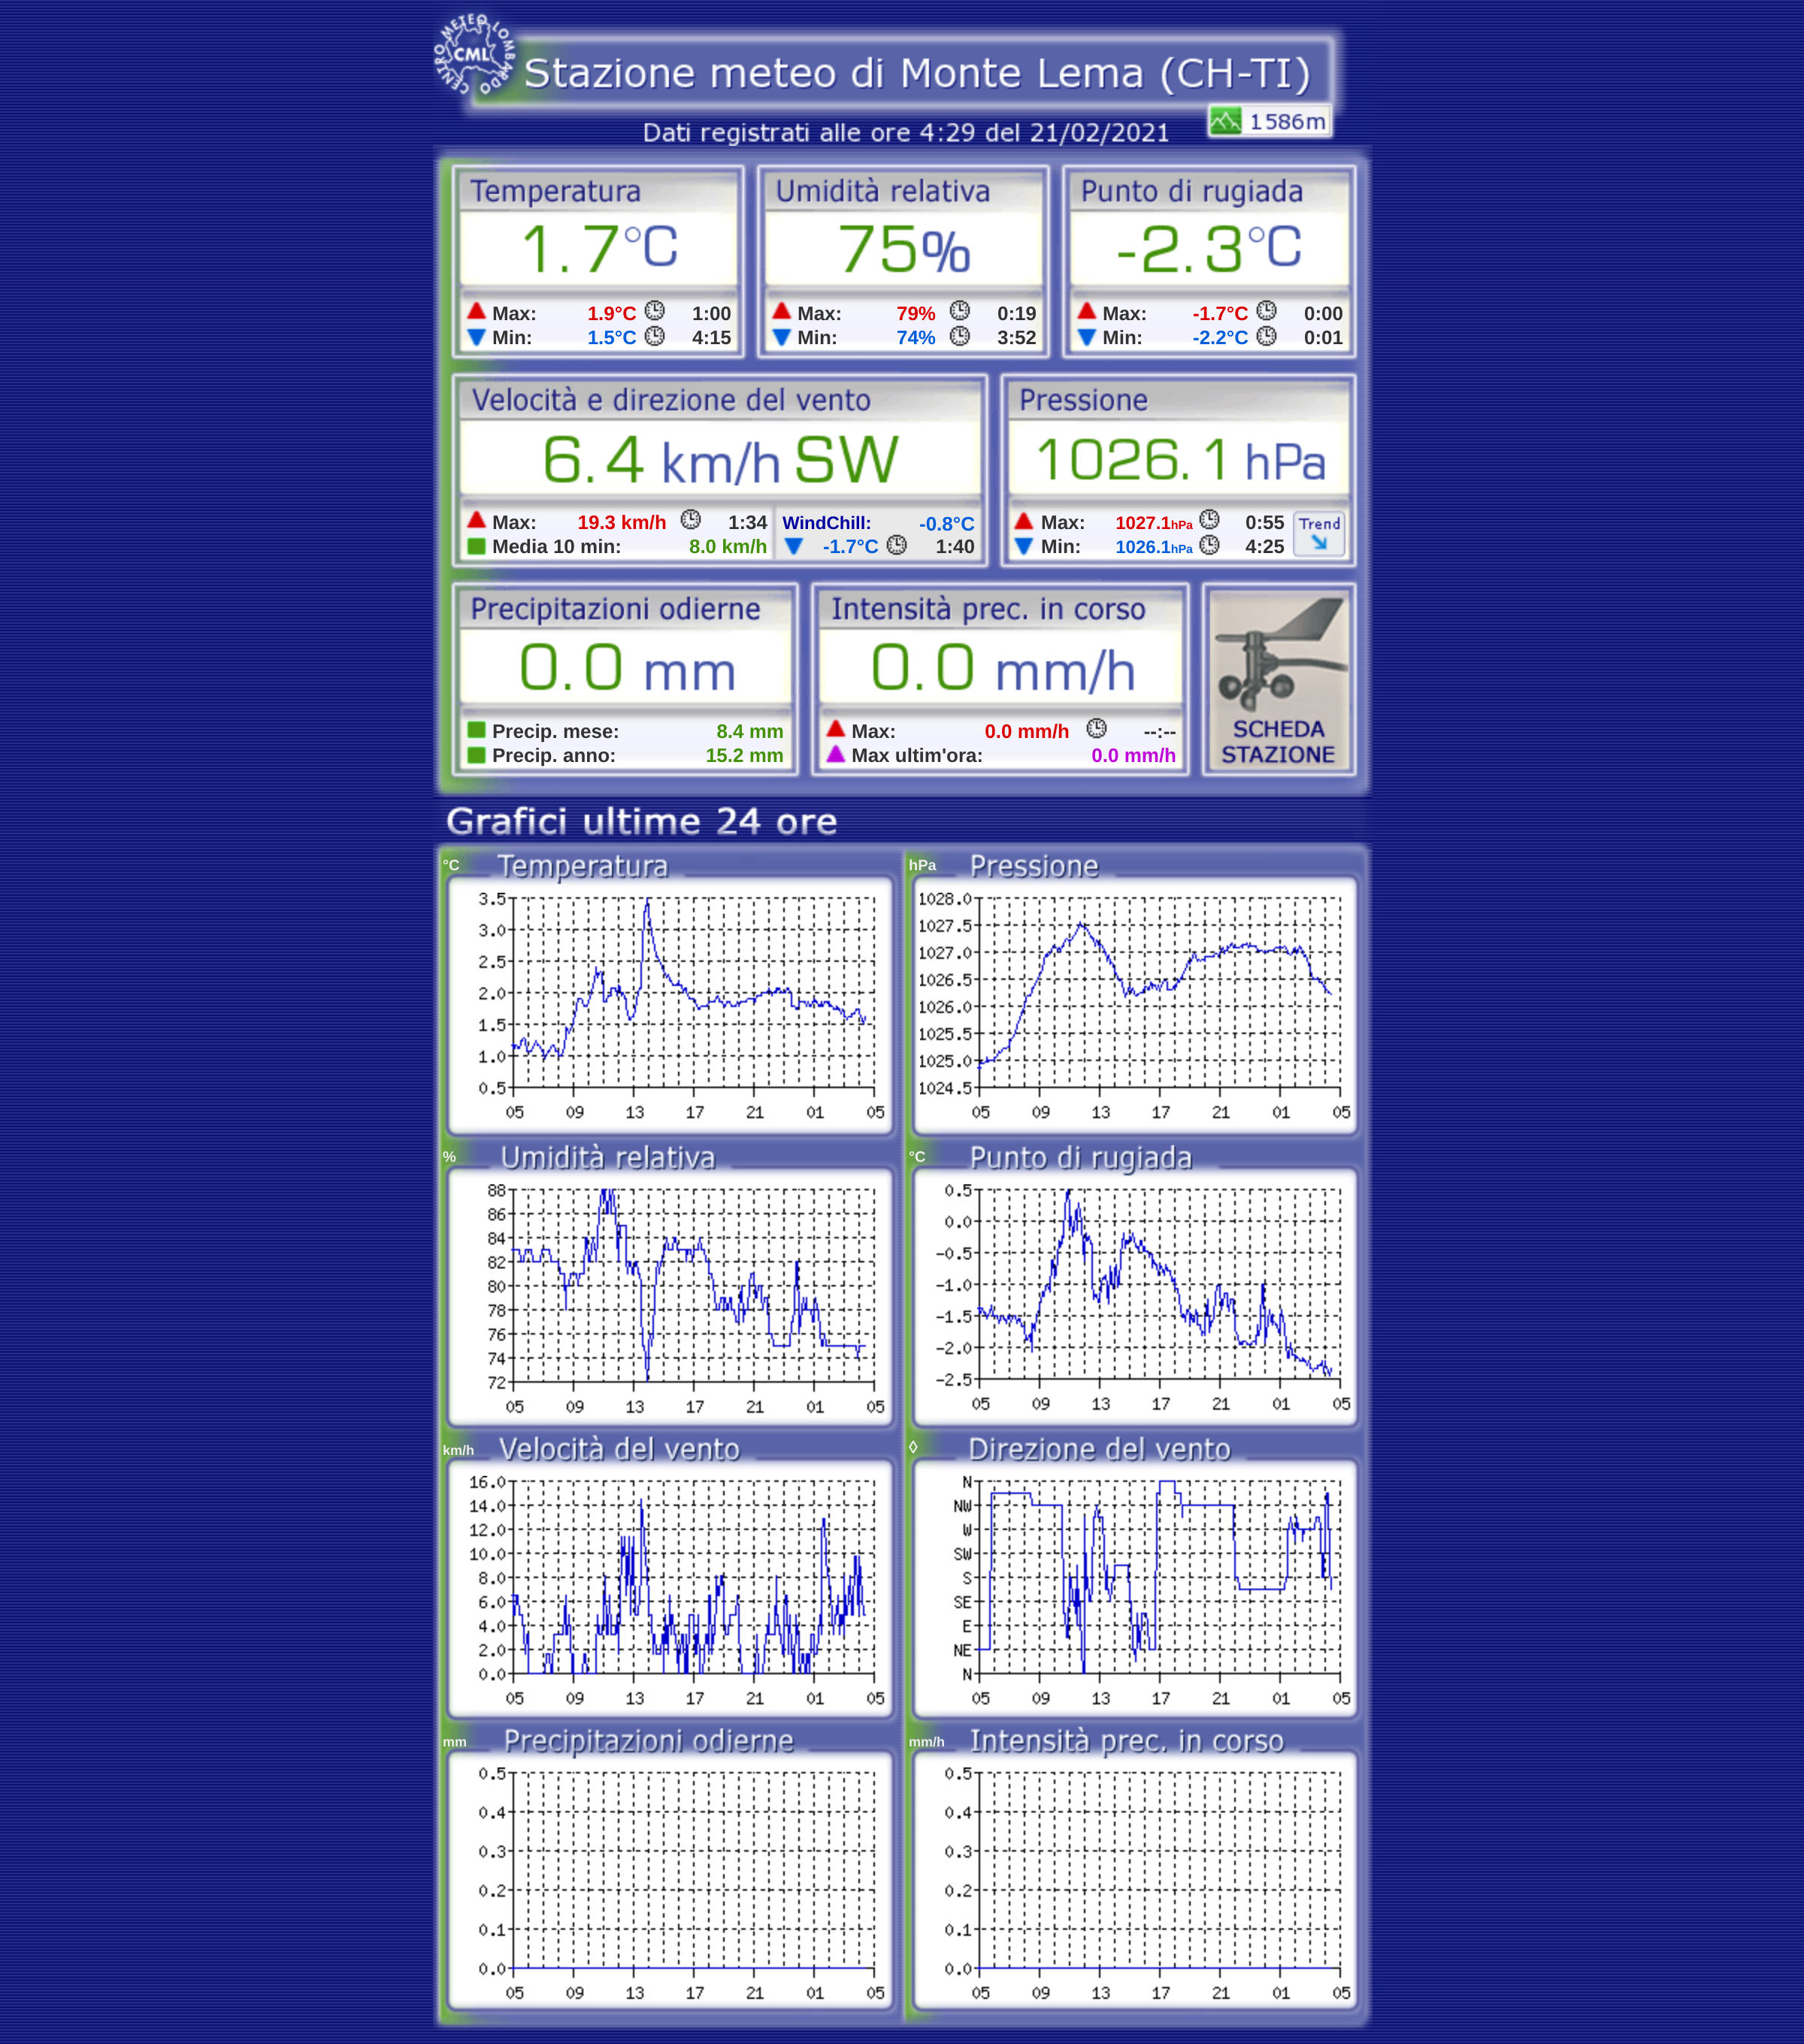 CENTRO METEO LOMBARDO
CML
Stazione meteo di Monte Lema (CH-TI)
1586m
Dati registrati alle ore 4:29 del 21/02/2021
Temperatura
1.7°C
Max: 1.9°C 1:00
Min: 1.5°C 4:15
Umidità relativa
75%
Max: 79% 0:19
Min: 74% 3:52
Punto di rugiada
-2.3°C
Max: -1.7°C 0:00
Min: -2.2°C 0:01
Velocità e direzione del vento
6.4 km/h SW
Max: 19.3 km/h 1:34
Media 10 min: 8.0 km/h
WindChill: -0.8°C
-1.7°C 1:40
Pressione
1026.1 hPa
Max: 1027.1hPa 0:55
Min: 1026.1hPa 4:25
Trend
Precipitazioni odierne
0.0 mm
Precip. mese: 8.4 mm
Precip. anno: 15.2 mm
Intensità prec. in corso
0.0 mm/h
Max: 0.0 mm/h --:--
Max ultim'ora: 0.0 mm/h
SCHEDA
STAZIONE
Grafici ultime 24 ore
°C Temperatura
3.5
3.0
2.5
2.0
1.5
1.0
0.5
05 09 13 17 21 01 05
hPa Pressione
1028.0
1027.5
1027.0
1026.5
1026.0
1025.5
1025.0
1024.5
05 09 13 17 21 01 05
% Umidità relativa
88
86
84
82
80
78
76
74
72
05 09 13 17 21 01 05
°C Punto di rugiada
0.5
0.0
-0.5
-1.0
-1.5
-2.0
-2.5
05 09 13 17 21 01 05
km/h Velocità del vento
16.0
14.0
12.0
10.0
8.0
6.0
4.0
2.0
0.0
05 09 13 17 21 01 05
◊ Direzione del vento
N
NW
W
SW
S
SE
E
NE
N
05 09 13 17 21 01 05
mm Precipitazioni odierne
0.5
0.4
0.3
0.2
0.1
0.0
05 09 13 17 21 01 05
mm/h Intensità prec. in corso
0.5
0.4
0.3
0.2
0.1
0.0
05 09 13 17 21 01 05